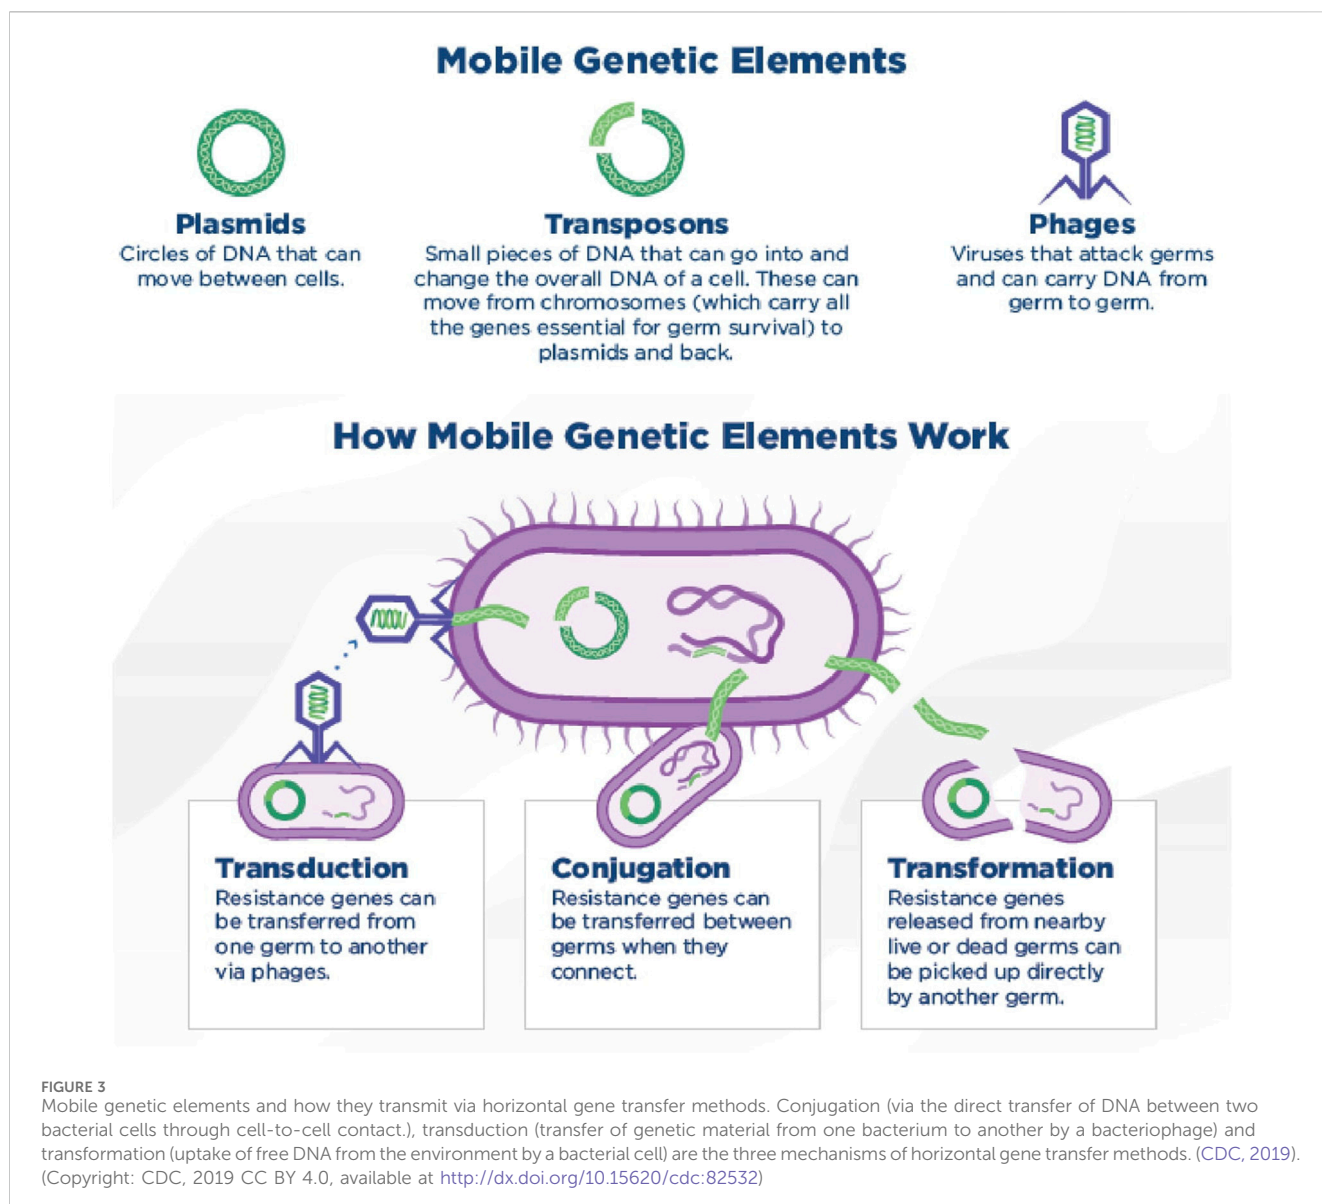 Mobile Genetic Elements
Plasmids
Circles of DNA that can
move between cells.
Transposons
Small pieces of DNA that can go into and
change the overall DNA of a cell. These can
move from chromosomes (which carry all
the genes essential for germ survival) to
plasmids and back.
Phages
Viruses that attack germs
and can carry DNA from
germ to germ.
How Mobile Genetic Elements Work
Transduction
Resistance genes can
be transferred from
one germ to another
via phages.
Conjugation
Resistance genes can
be transferred between
germs when they
connect.
Transformation
Resistance genes
released from nearby
live or dead germs can
be picked up directly
by another germ.
FIGURE 3
Mobile genetic elements and how they transmit via horizontal gene transfer methods. Conjugation (via the direct transfer of DNA between two
bacterial cells through cell-to-cell contact.), transduction (transfer of genetic material from one bacterium to another by a bacteriophage) and
transformation (uptake of free DNA from the environment by a bacterial cell) are the three mechanisms of horizontal gene transfer methods. (CDC, 2019).
(Copyright: CDC, 2019 CC BY 4.0, available at http://dx.doi.org/10.15620/cdc:82532)